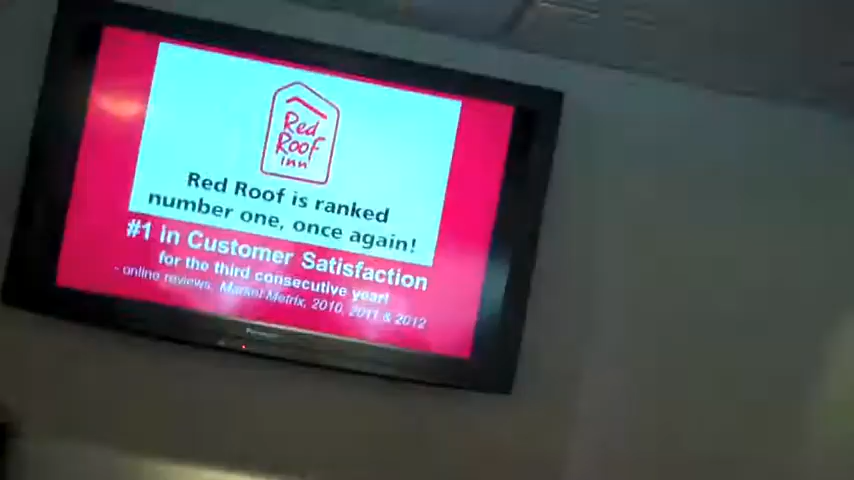 Red
Roof
Inn
Red Roof is ranked
number one, once again!
#1 in Customer Satisfaction
for the third consecutive year!
- online reviews, Market Metrix, 2010, 2011 & 2012